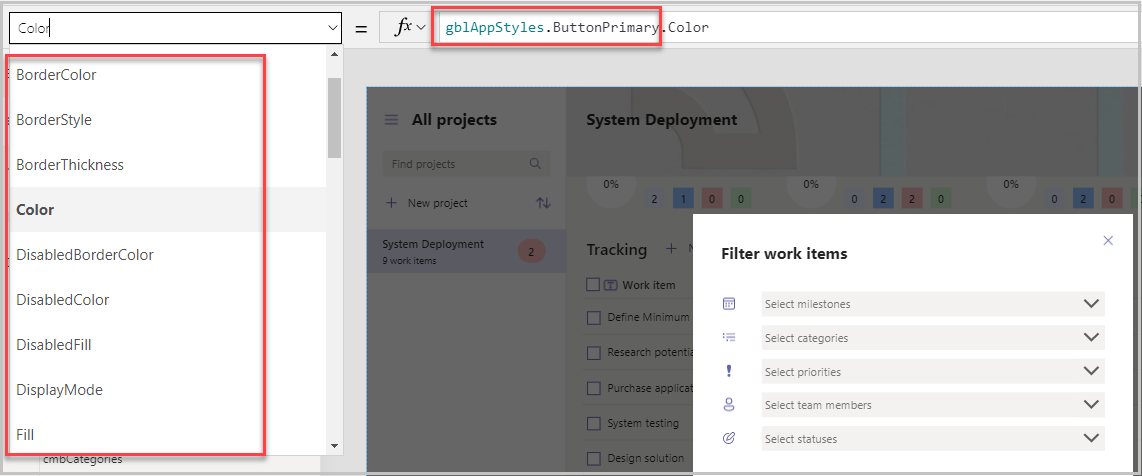 Color
=
fx
gblAppStyles.ButtonPrimary.Color
BorderColor
BorderStyle
BorderThickness
Color
DisabledBorderColor
DisabledColor
DisabledFill
DisplayMode
Fill
cmbCategories
All projects
Find projects
New project
System Deployment
9 work items
2
System Deployment
0% 2 1 0 0
0% 0 2 2 0
0% 0 2 0
Tracking
Work item
Define Minimum
Research potentia
Purchase applicat
System testing
Design solution
Filter work items
Select milestones
Select categories
Select priorities
Select team members
Select statuses